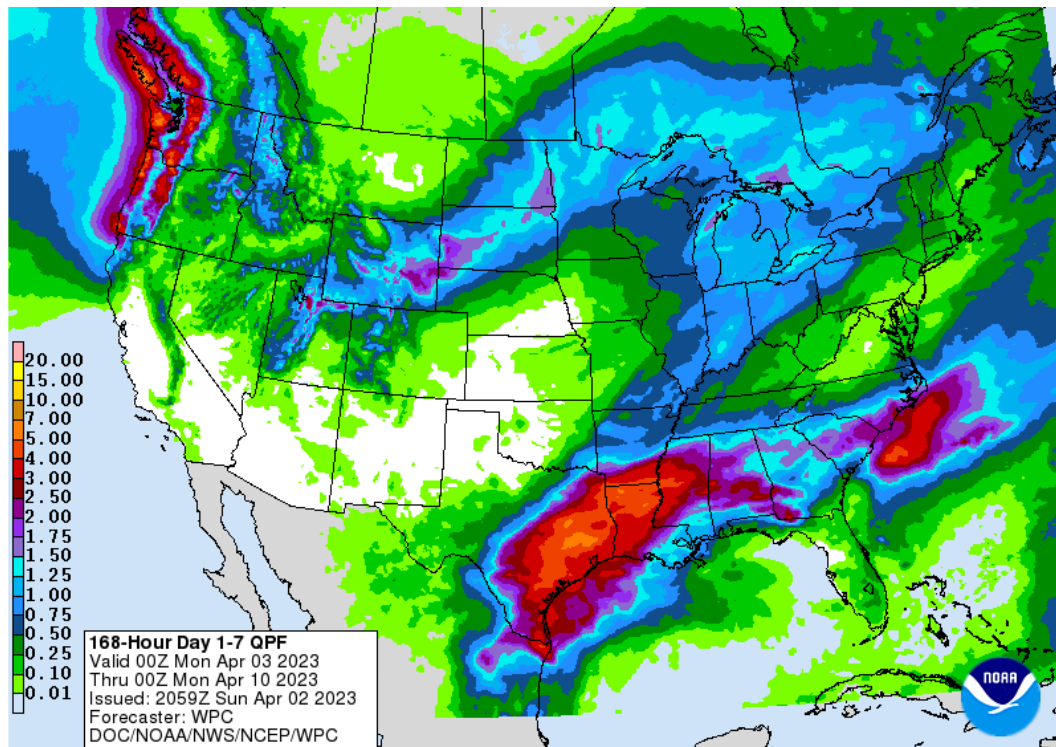 20.00
15.00
10.00
7.00
5.00
4.00
3.00
2.50
2.00
1.75
1.50
1.25
1.00
0.75
0.50
0.25
0.10
0.01
168-Hour Day 1-7 QPF
Valid 00Z Mon Apr 03 2023
Thru 00Z Mon Apr 10 2023
Issued: 2059Z Sun Apr 02 2023
Forecaster: WPC
DOC/NOAA/NWS/NCEP/WPC
NOAA